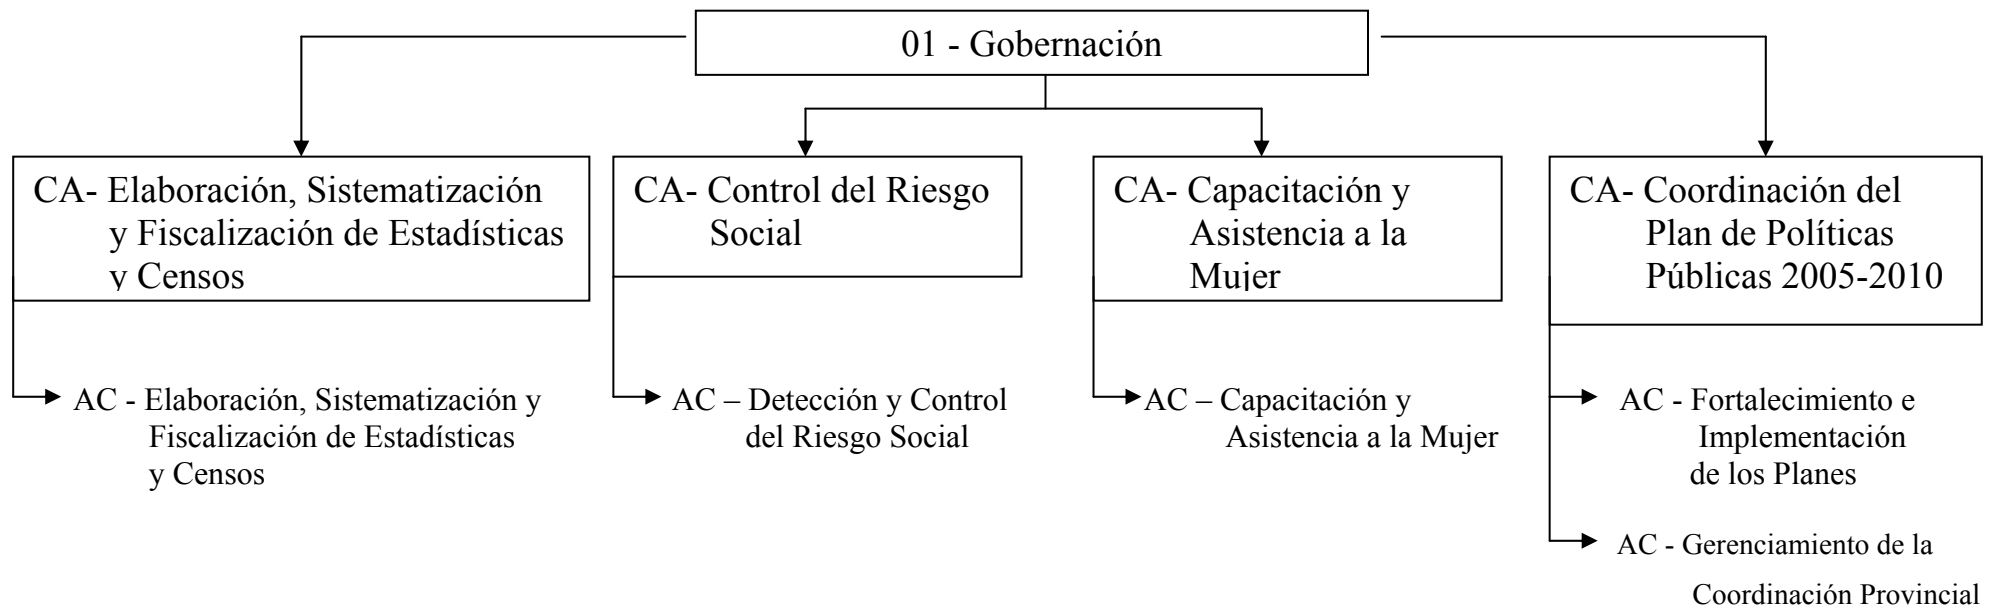 01 - Gobernación
CA- Elaboración, Sistematización
y Fiscalización de Estadísticas
y Censos
CA- Control del Riesgo
Social
CA- Capacitación y
Asistencia a la
Mujer
CA- Coordinación del
Plan de Políticas
Públicas 2005-2010
AC - Elaboración, Sistematización y
Fiscalización de Estadísticas
y Censos
AC – Detección y Control
del Riesgo Social
AC – Capacitación y
Asistencia a la Mujer
AC - Fortalecimiento e
Implementación
de los Planes
AC - Gerenciamiento de la
Coordinación Provincial